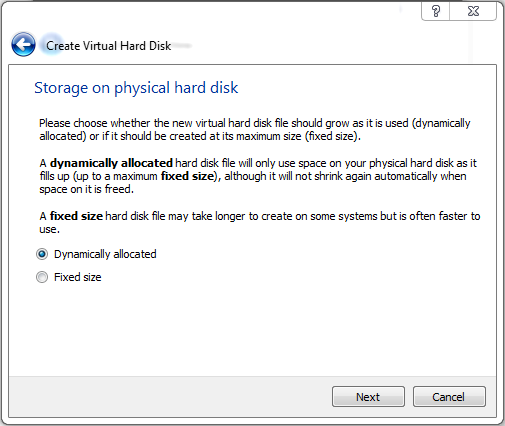 Create Virtual Hard Disk
Storage on physical hard disk
Please choose whether the new virtual hard disk file should grow as it is used (dynamically
allocated) or if it should be created at its maximum size (fixed size).
A dynamically allocated hard disk file will only use space on your physical hard disk as it
fills up (up to a maximum fixed size), although it will not shrink again automatically when
space on it is freed.
A fixed size hard disk file may take longer to create on some systems but is often faster to
use.
Dynamically allocated
Fixed size
Next
Cancel